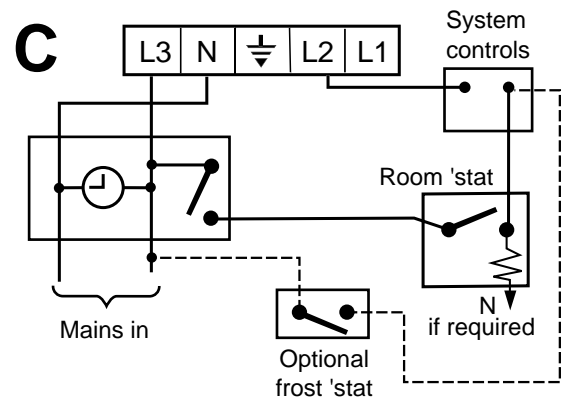 C
L3 N L2 L1
System
controls
Room 'stat
N
if required
Mains in
Optional
frost 'stat